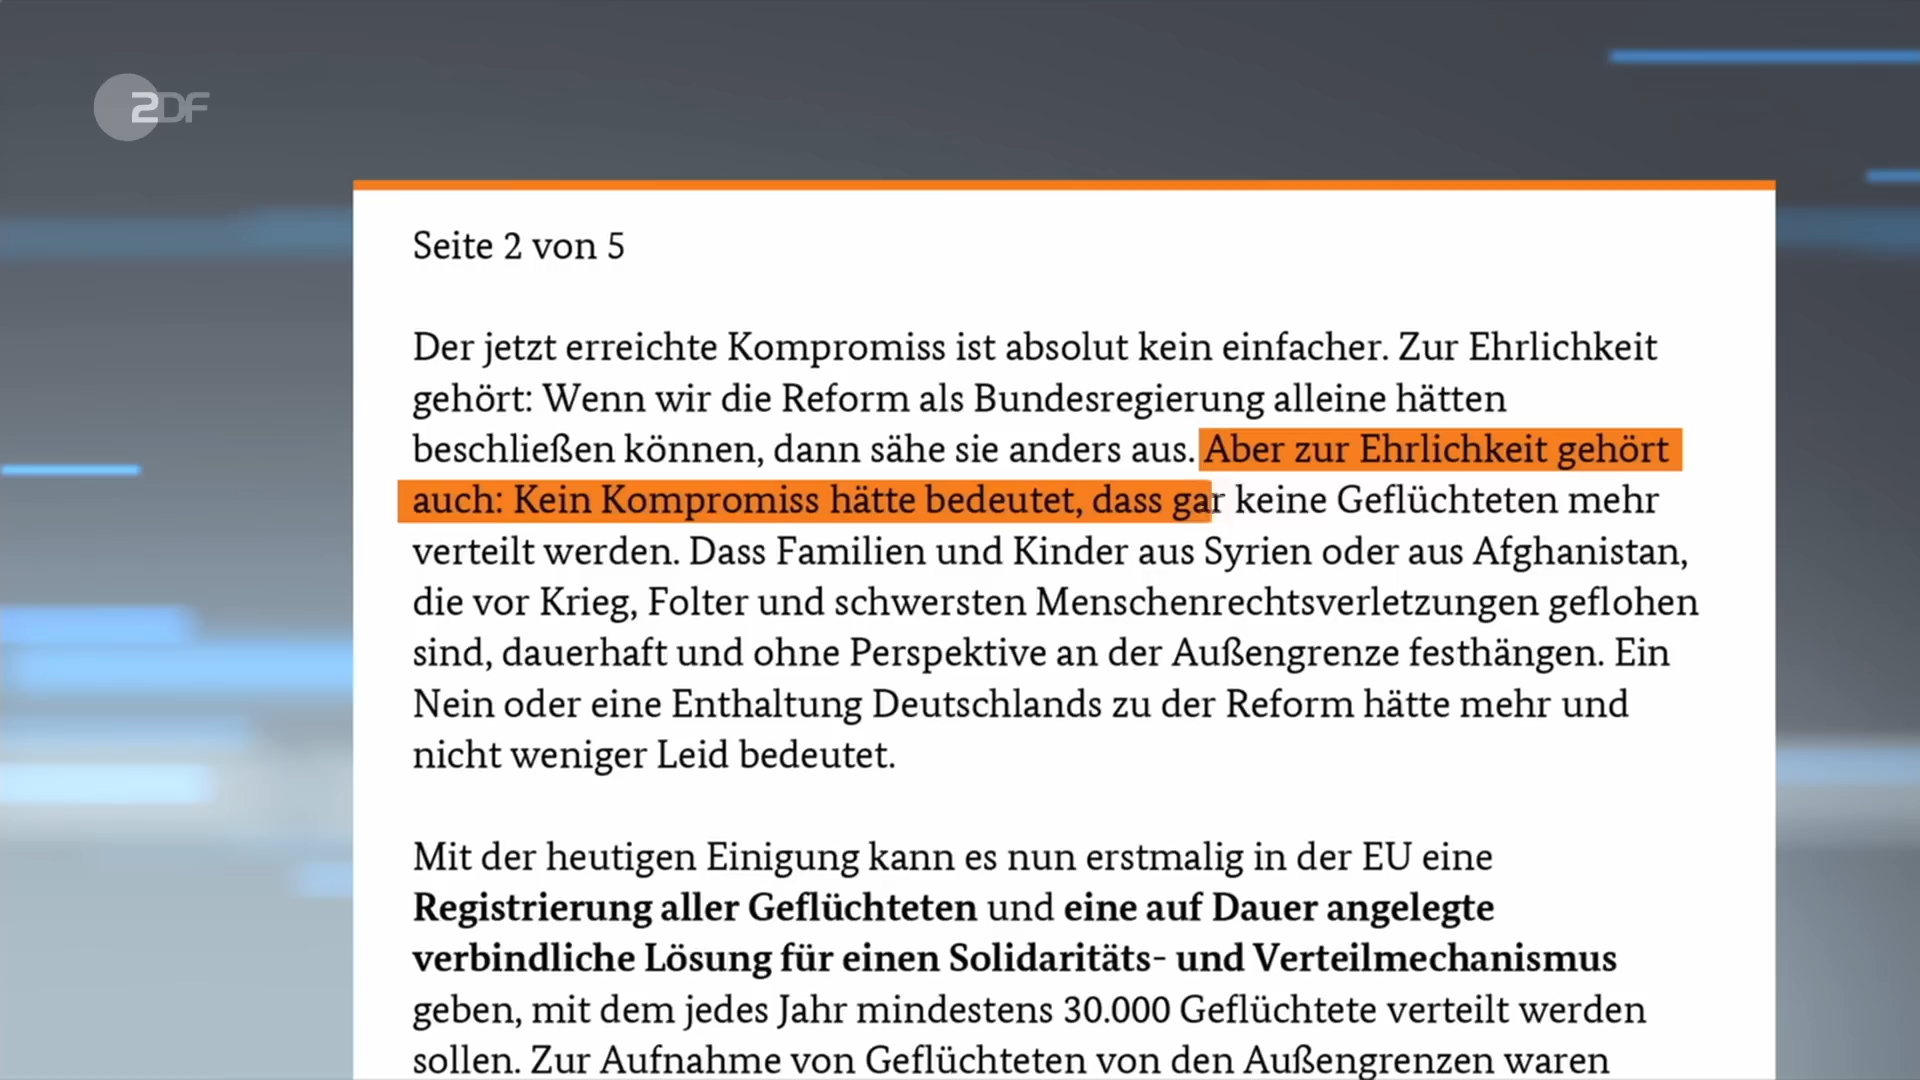 ZDF
Seite 2 von 5
Der jetzt erreichte Kompromiss ist absolut kein einfacher. Zur Ehrlichkeit
gehört: Wenn wir die Reform als Bundesregierung alleine hätten
beschließen können, dann sähe sie anders aus. Aber zur Ehrlichkeit gehört
auch: Kein Kompromiss hätte bedeutet, dass gar keine Geflüchteten mehr
verteilt werden. Dass Familien und Kinder aus Syrien oder aus Afghanistan,
die vor Krieg, Folter und schwersten Menschenrechtsverletzungen geflohen
sind, dauerhaft und ohne Perspektive an der Außengrenze festhängen. Ein
Nein oder eine Enthaltung Deutschlands zu der Reform hätte mehr und
nicht weniger Leid bedeutet.
Mit der heutigen Einigung kann es nun erstmalig in der EU eine
Registrierung aller Geflüchteten und eine auf Dauer angelegte
verbindliche Lösung für einen Solidaritäts- und Verteilmechanismus
geben, mit dem jedes Jahr mindestens 30.000 Geflüchtete verteilt werden
sollen. Zur Aufnahme von Geflüchteten von den Außengrenzen waren